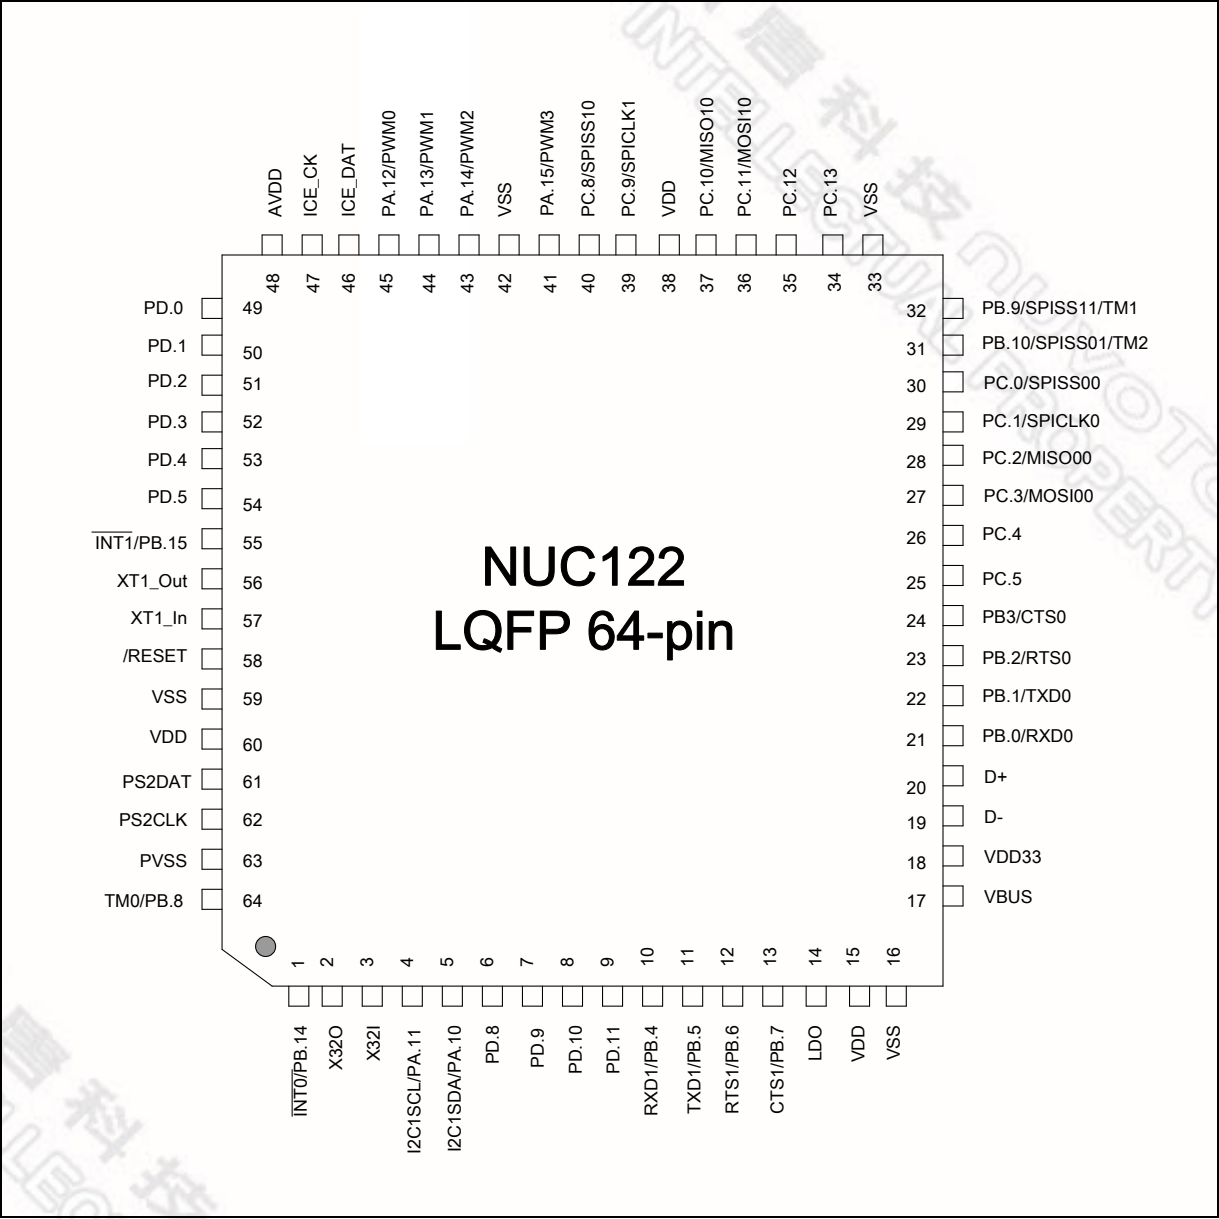 唐科技 NUVOTO
INTELLECTUAL PROPERTY
AVDD
ICE_CK
ICE_DAT
PA.12/PWM0
PA.13/PWM1
PA.14/PWM2
VSS
PA.15/PWM3
PC.8/SPISS10
PC.9/SPICLK1
VDD
PC.10/MISO10
PC.11/MOSI10
PC.12
PC.13
VSS
48 47 46 45 44 43 42 41 40 39 38 37 36 35 34 33
PD.0 49
PD.1 50
PD.2 51
PD.3 52
PD.4 53
PD.5 54
INT1/PB.15 55
XT1_Out 56
XT1_In 57
/RESET 58
VSS 59
VDD 60
PS2DAT 61
PS2CLK 62
PVSS 63
TM0/PB.8 64
NUC122
LQFP 64-pin
32 PB.9/SPISS11/TM1
31 PB.10/SPISS01/TM2
30 PC.0/SPISS00
29 PC.1/SPICLK0
28 PC.2/MISO00
27 PC.3/MOSI00
26 PC.4
25 PC.5
24 PB3/CTS0
23 PB.2/RTS0
22 PB.1/TXD0
21 PB.0/RXD0
20 D+
19 D-
18 VDD33
17 VBUS
1 2 3 4 5 6 7 8 9 10 11 12 13 14 15 16
INT0/PB.14
X32O
X32I
I2C1SCL/PA.11
I2C1SDA/PA.10
PD.8
PD.9
PD.10
PD.11
RXD1/PB.4
TXD1/PB.5
RTS1/PB.6
CTS1/PB.7
LDO
VDD
VSS
唐科技